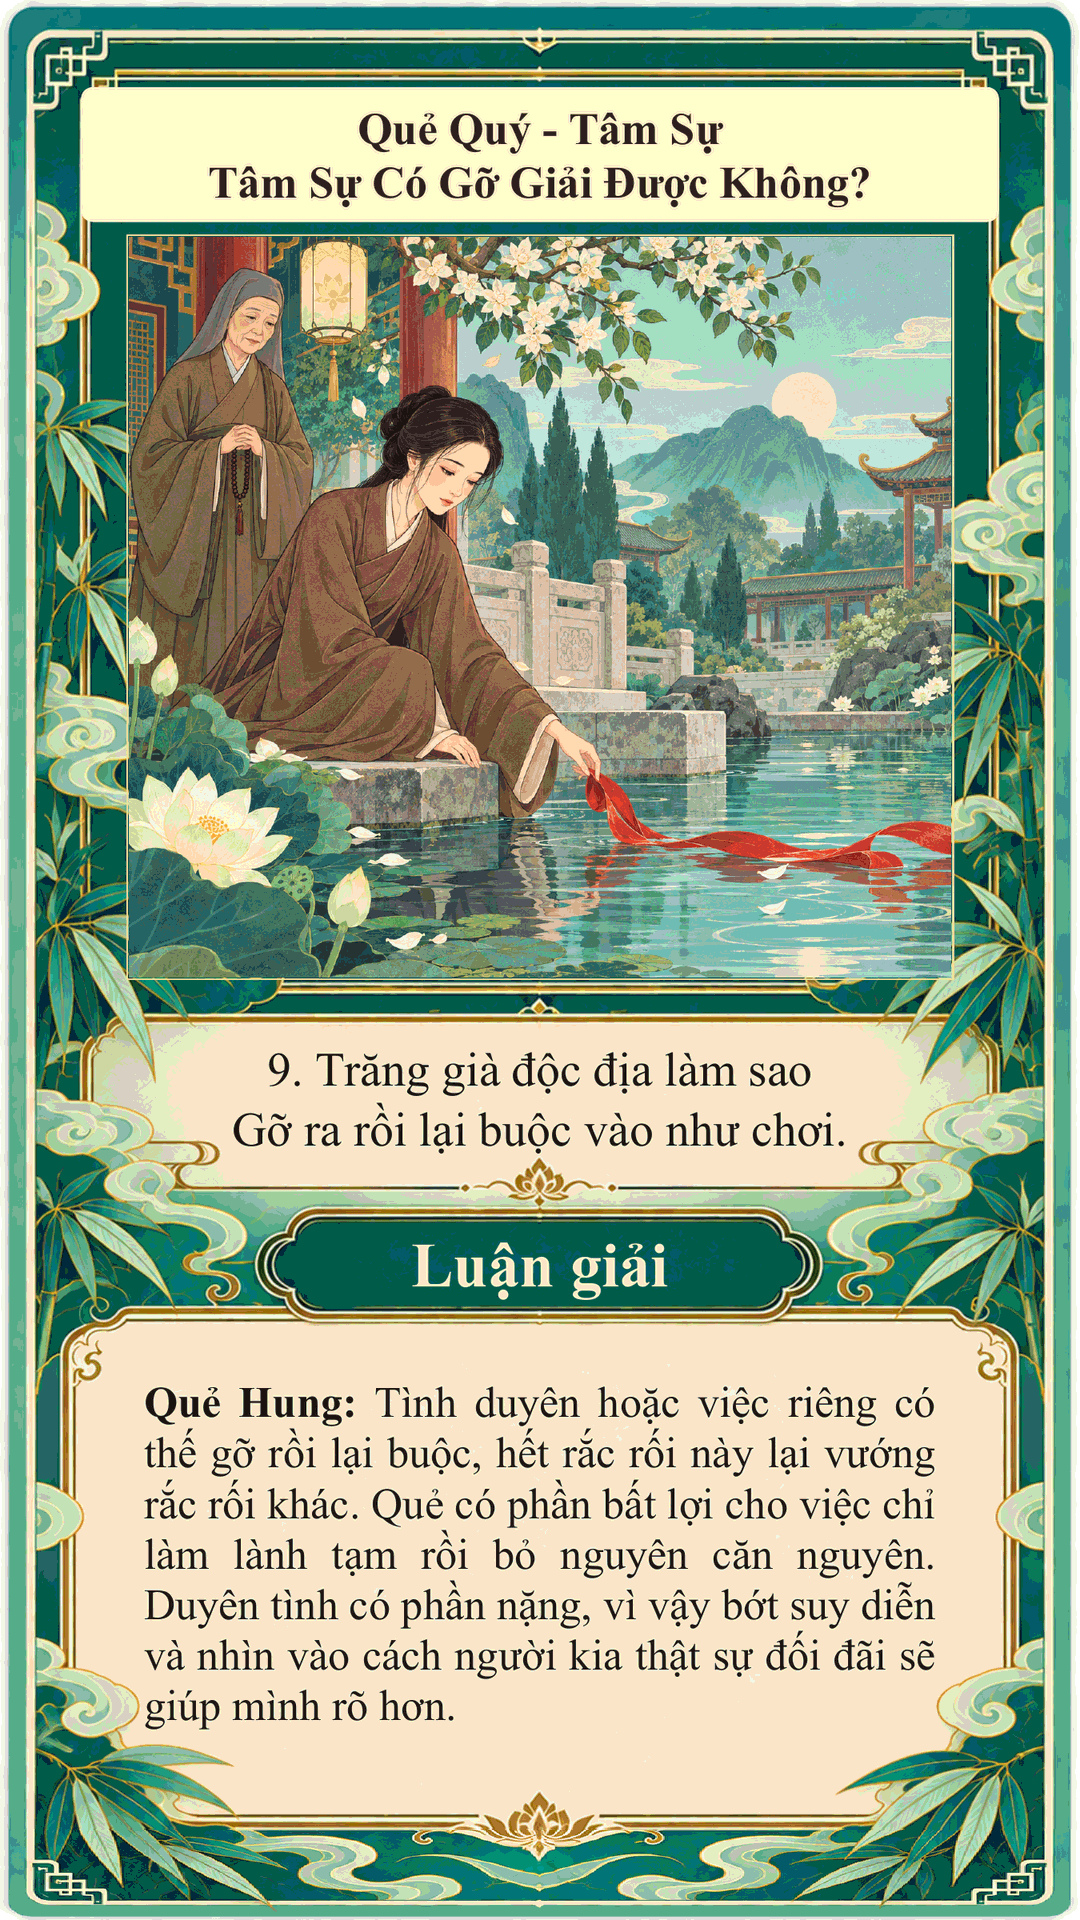 Quẻ Quý - Tâm Sự
Tâm Sự Có Gỡ Giải Được Không?
9. Trăng già độc địa làm sao
Gỡ ra rồi lại buộc vào như chơi.
Luận giải
Quẻ Hung: Tình duyên hoặc việc riêng có
thế gỡ rồi lại buộc, hết rắc rối này lại vướng
rắc rối khác. Quẻ có phần bất lợi cho việc chỉ
làm lành tạm rồi bỏ nguyên căn nguyên.
Duyên tình có phần nặng, vì vậy bớt suy diễn
và nhìn vào cách người kia thật sự đối đãi sẽ
giúp mình rõ hơn.